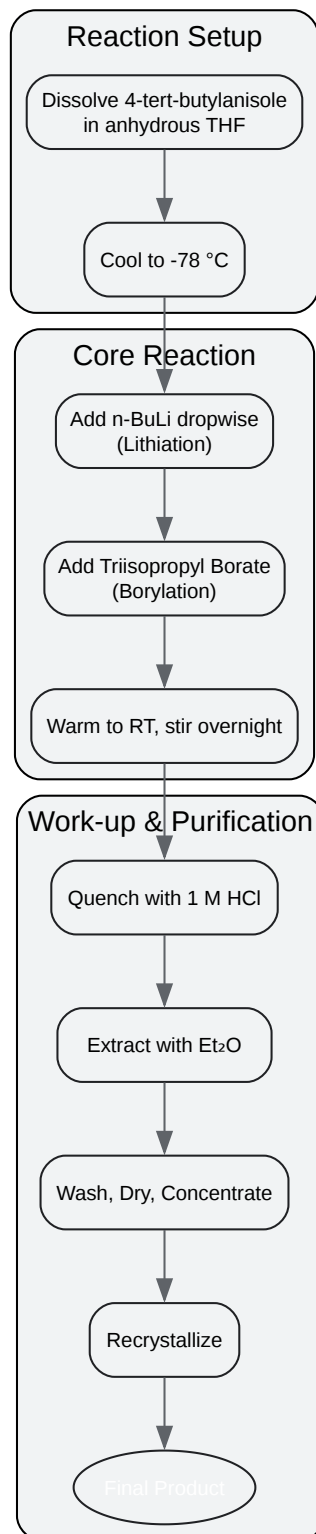 Reaction Setup
Dissolve 4-tert-butylanisole
in anhydrous THF
Cool to -78 °C
Core Reaction
Add n-BuLi dropwise
(Lithiation)
Add Triisopropyl Borate
(Borylation)
Warm to RT, stir overnight
Work-up & Purification
Quench with 1 M HCl
Extract with Et₂O
Wash, Dry, Concentrate
Recrystallize
Final Product